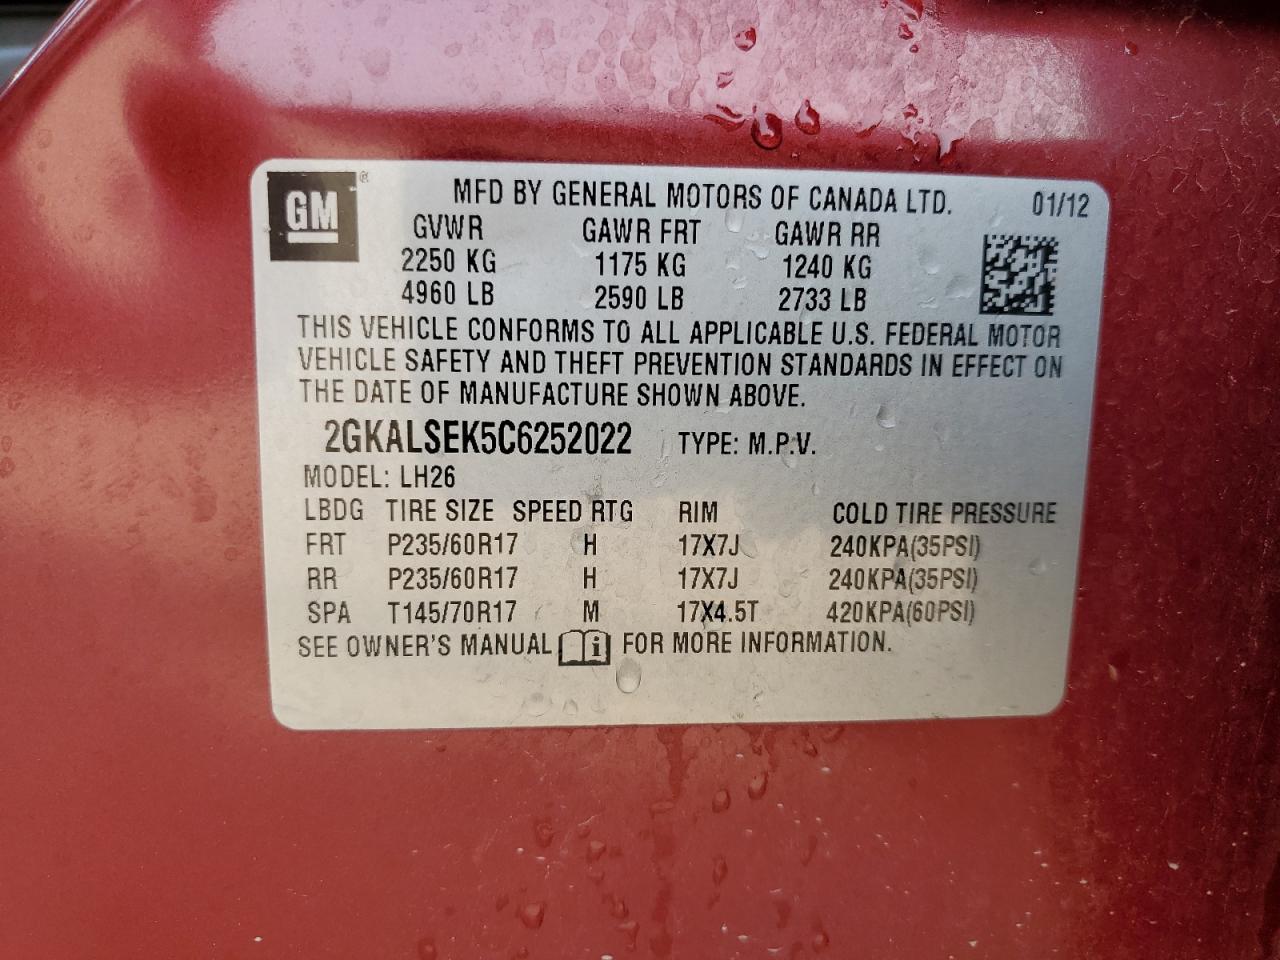 GM® MFD BY GENERAL MOTORS OF CANADA LTD. 01/12
GVWR GAWR FRT GAWR RR
2250 KG 1175 KG 1240 KG
4960 LB 2590 LB 2733 LB
THIS VEHICLE CONFORMS TO ALL APPLICABLE U.S. FEDERAL MOTOR
VEHICLE SAFETY AND THEFT PREVENTION STANDARDS IN EFFECT ON
THE DATE OF MANUFACTURE SHOWN ABOVE.
2GKALSEK5C6252022 TYPE: M.P.V.
MODEL: LH26
LBDG TIRE SIZE SPEED RTG RIM COLD TIRE PRESSURE
FRT P235/60R17 H 17X7J 240KPA(35PSI)
RR P235/60R17 H 17X7J 240KPA(35PSI)
SPA T145/70R17 M 17X4.5T 420KPA(60PSI)
SEE OWNER'S MANUAL i FOR MORE INFORMATION.